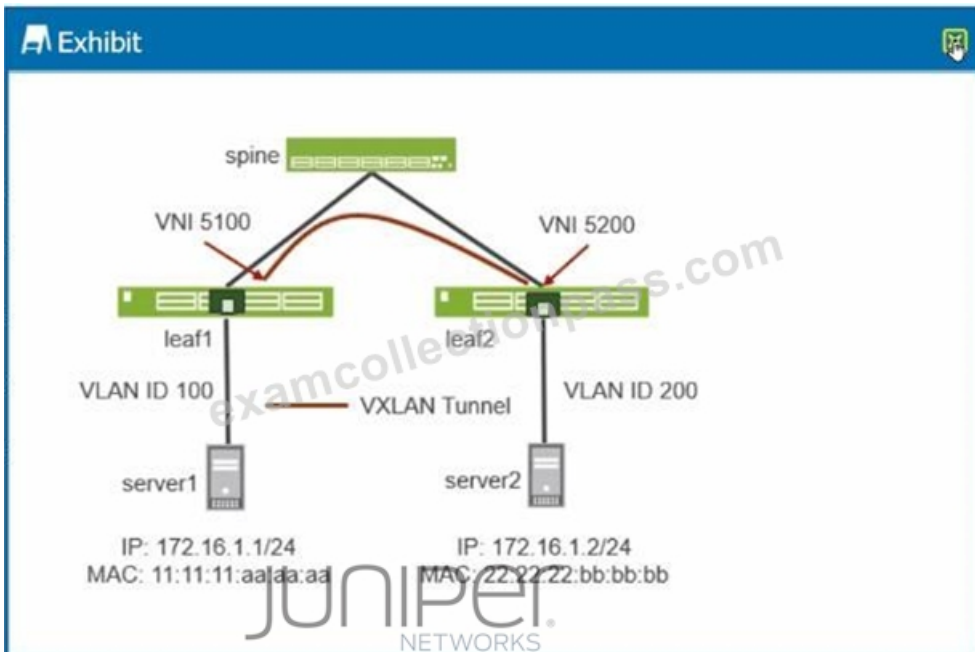 Exhibit
spine
VNI 5100
VNI 5200
leaf1
leaf2
VLAN ID 100
VLAN ID 200
VXLAN Tunnel
examcollectionpass.com
server1
server2
IP: 172.16.1.1/24
IP: 172.16.1.2/24
MAC: 11:11:11:aa:aa:aa
MAC: 22:22:22:bb:bb:bb
JUNIPER
NETWORKS